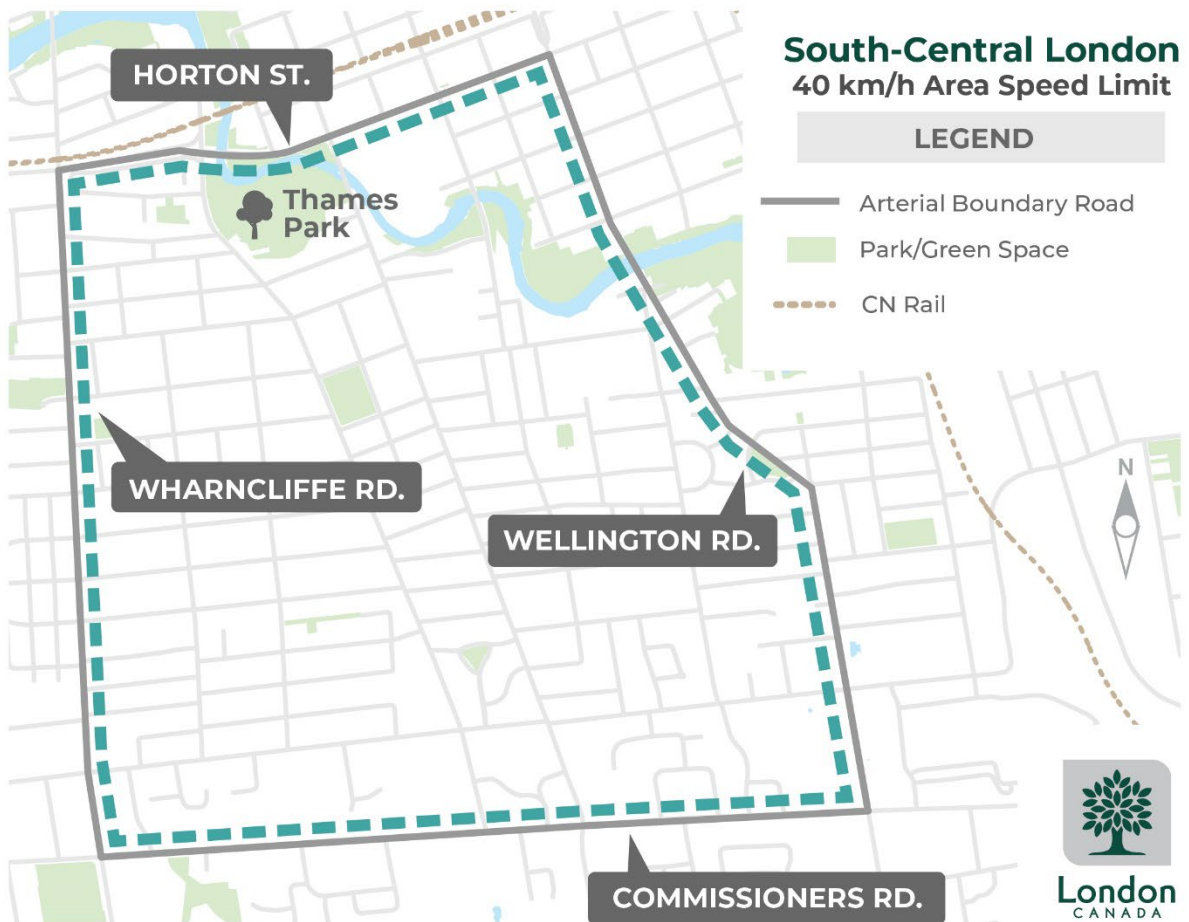 South-Central London
40 km/h Area Speed Limit
LEGEND
Arterial Boundary Road
Park/Green Space
CN Rail
HORTON ST.
Thames
Park
WHARNCLIFFE RD.
WELLINGTON RD.
N
COMMISSIONERS RD.
London
CANADA